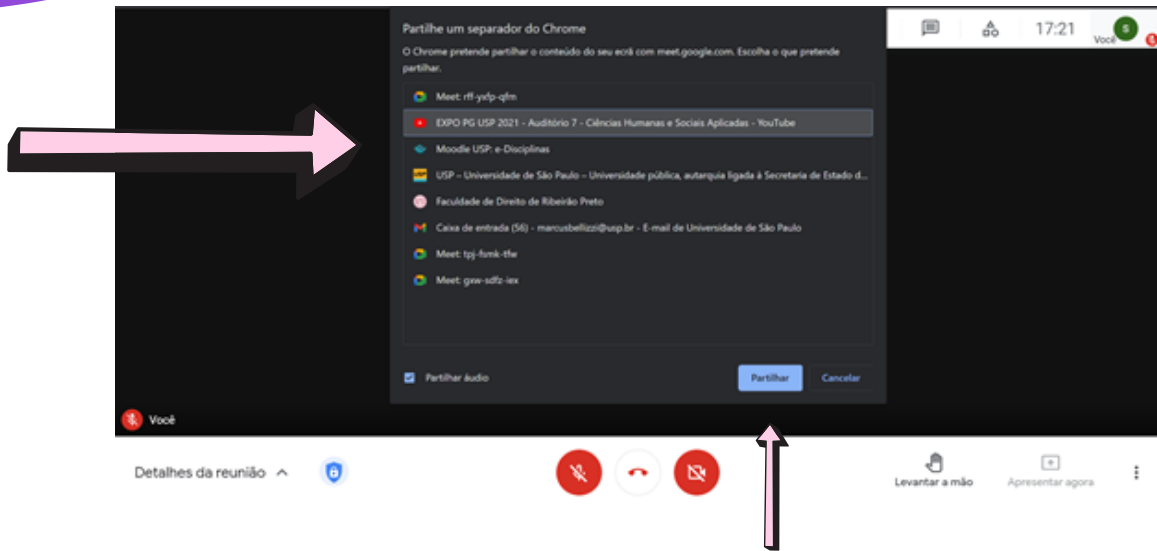 Partilhe um separador do Chrome
O Chrome pretende partilhar o conteúdo do seu ecrã com meet.google.com. Escolha o que pretende
partilhar.
Meet: rff-yxfp-qfm
EXPO PG USP 2021 - Auditório 7 - Ciências Humanas e Sociais Aplicadas - YouTube
Moodle USP: e-Disciplinas
USP – Universidade de São Paulo – Universidade pública, autarquia ligada à Secretaria de Estado d...
Faculdade de Direito de Ribeirão Preto
Caixa de entrada (56) - marcusbellizzi@usp.br - E-mail de Universidade de São Paulo
Meet: tpj-fsmk-tfw
Meet: gxw-sdfz-iex
Partilhar áudio
Partilhar
Cancelar
17:21
Você
S
Você
Detalhes da reunião
Levantar a mão
Apresentar agora